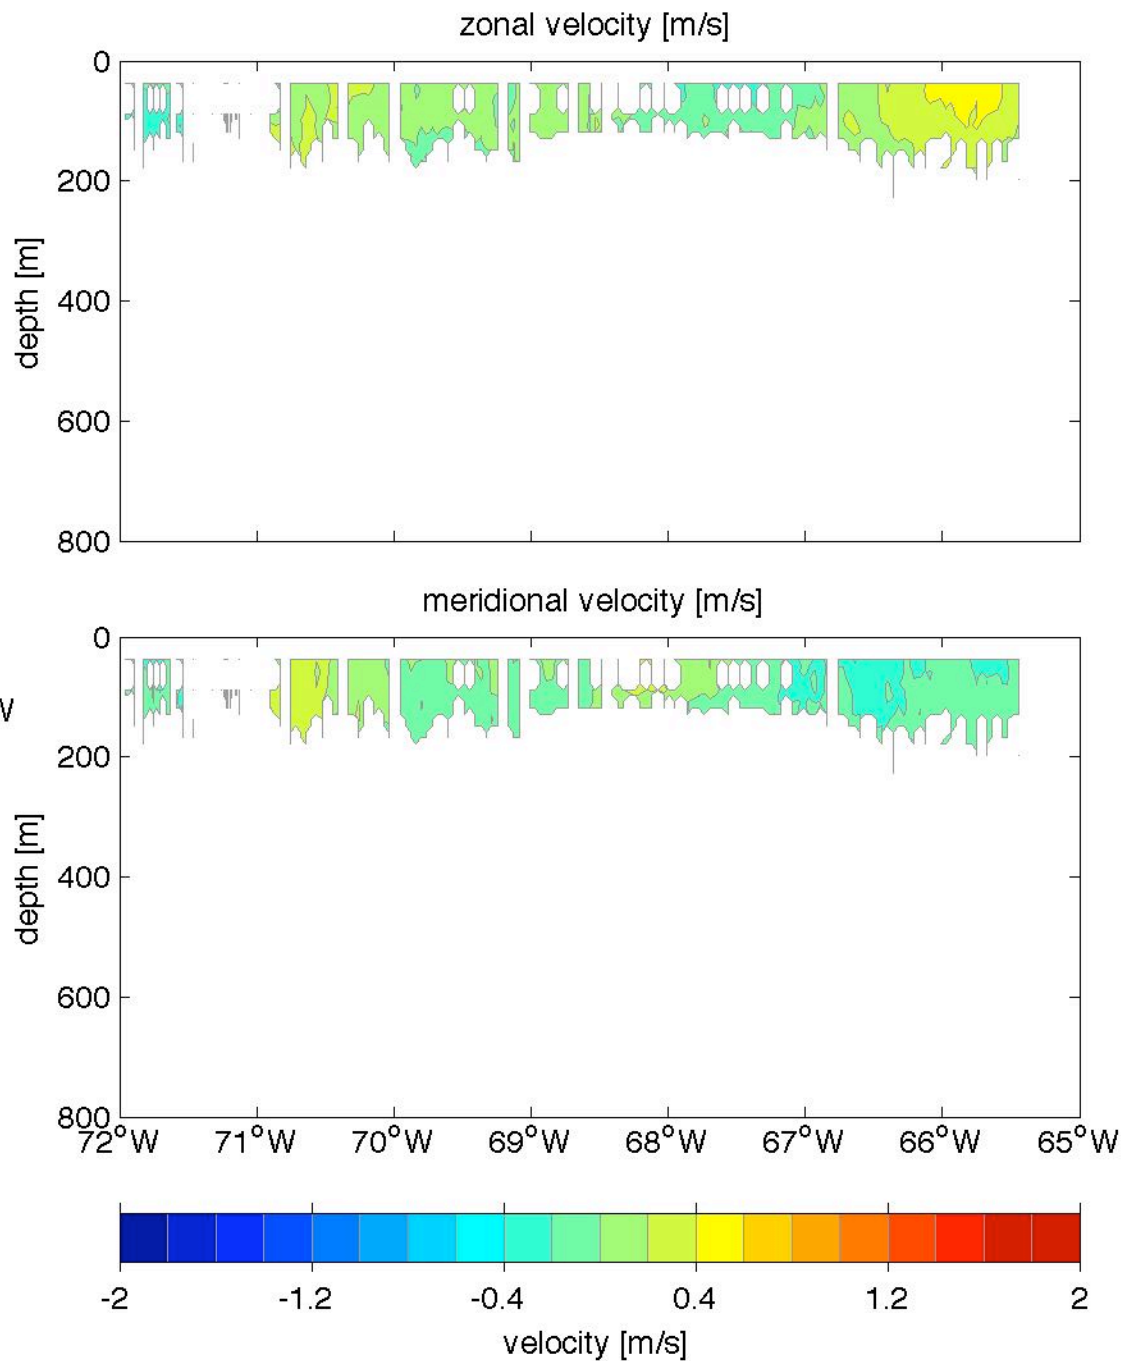 zonal velocity [m/s]
0
200
400
600
800
depth [m]
meridional velocity [m/s]
0
200
400
600
800
depth [m]
W
72°W 71°W 70°W 69°W 68°W 67°W 66°W 65°W
-2 -1.2 -0.4 0.4 1.2 2
velocity [m/s]